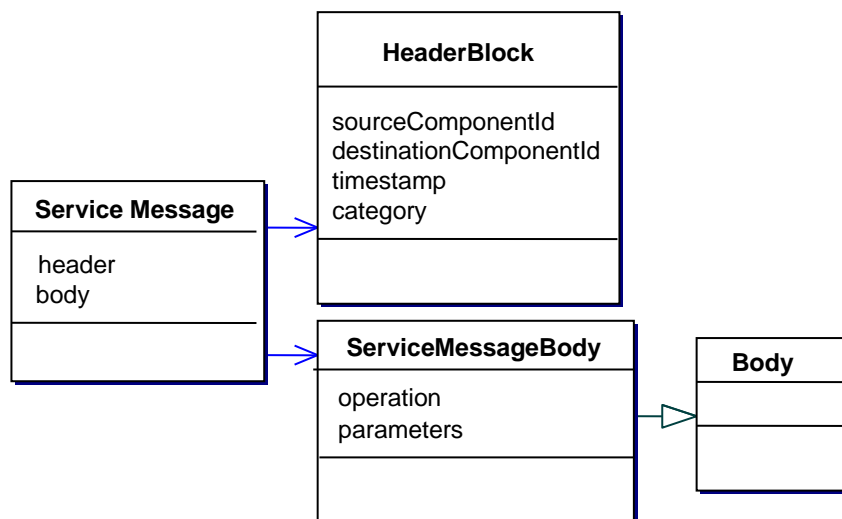 HeaderBlock
sourceComponentId
destinationComponentId
timestamp
category
Service Message
header
body
ServiceMessageBody
operation
parameters
Body